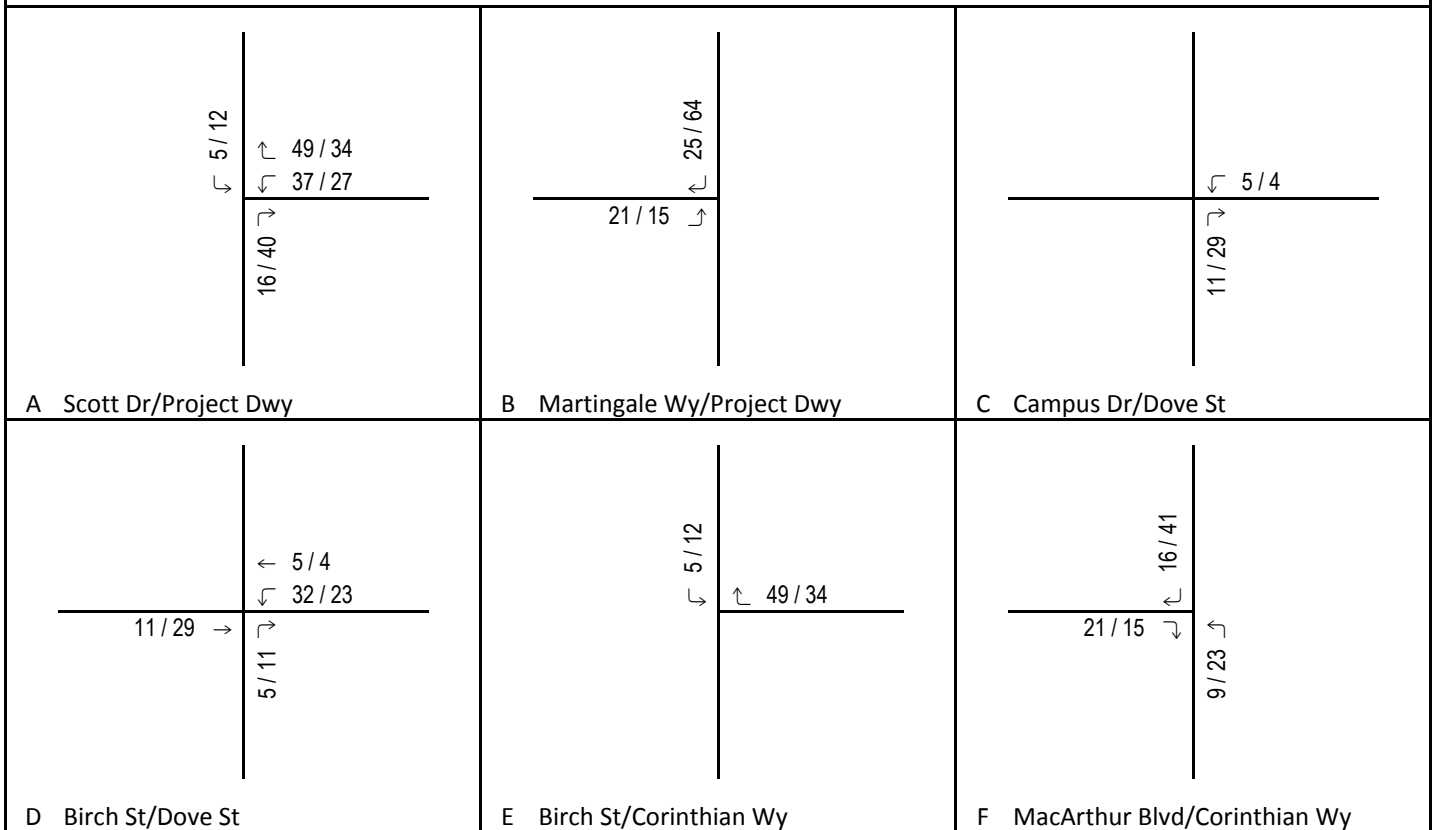 5 / 12
49 / 34
37 / 27
16 / 40
A Scott Dr/Project Dwy
25 / 64
21 / 15
B Martingale Wy/Project Dwy
5 / 4
11 / 29
C Campus Dr/Dove St
5 / 4
32 / 23
11 / 29
5 / 11
D Birch St/Dove St
5 / 12
49 / 34
E Birch St/Corinthian Wy
16 / 41
21 / 15
9 / 23
F MacArthur Blvd/Corinthian Wy